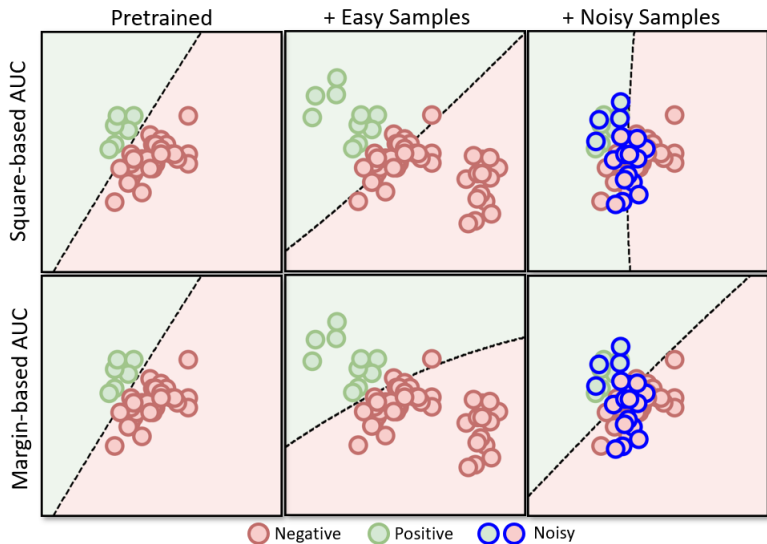 Pretrained
+ Easy Samples
+ Noisy Samples
Square-based AUC
Margin-based AUC
Negative
Positive
Noisy